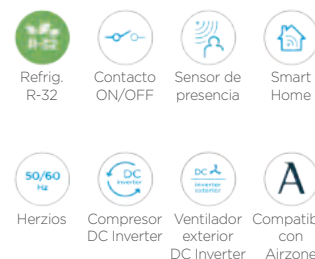 R-32
Refrig. Contacto Sensor de Smart
R-32 ON/OFF presencia Home
50/60 DC DC A
Hz Inverter Inverter
exterior
Herzios Compresor Ventilador Compatib
DC Inverter exterior con
DC Inverter Airzone